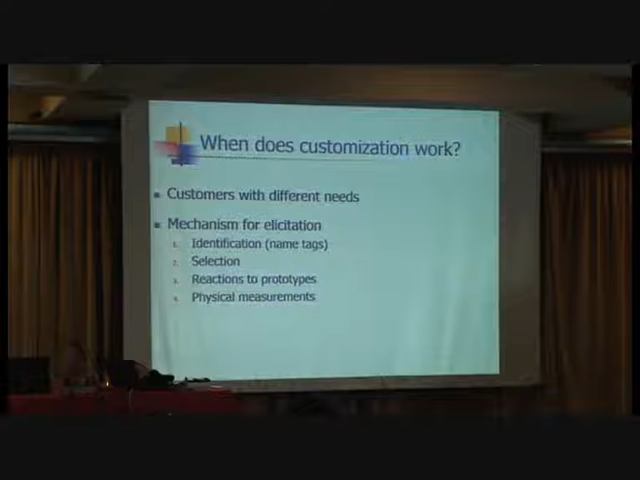 When does customization work?
Customers with different needs
Mechanism for elicitation
1. Identification (name tags)
2. Selection
3. Reactions to prototypes
4. Physical measurements